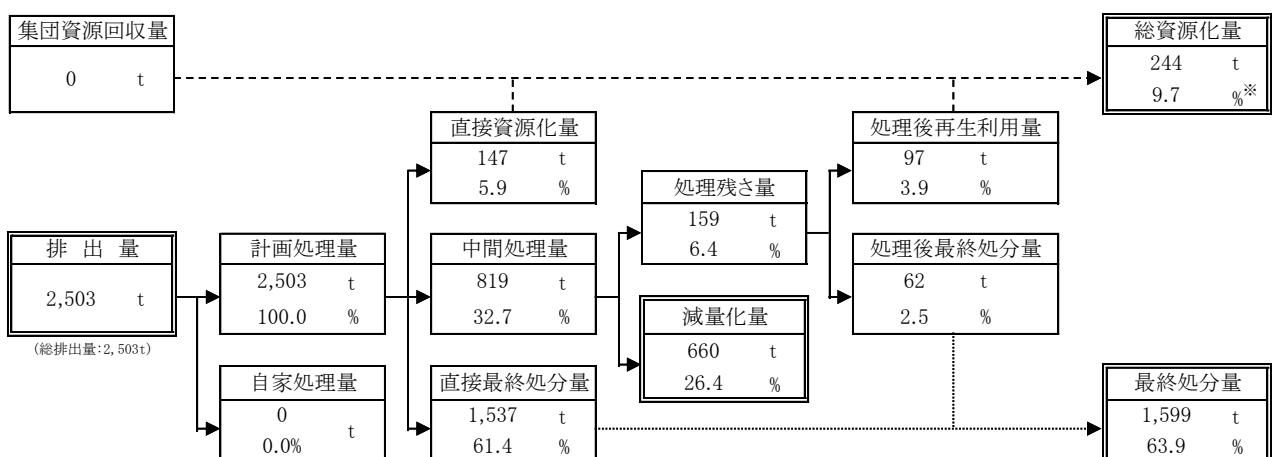 集団資源回収量
0 t
総資源化量
244 t
9.7 %※
直接資源化量
147 t
5.9 %
処理後再生利用量
97 t
3.9 %
処理残さ量
159 t
6.4 %
排 出 量
2,503 t
(総排出量:2,503t)
計画処理量
2,503 t
100.0 %
中間処理量
819 t
32.7 %
処理後最終処分量
62 t
2.5 %
減量化量
660 t
26.4 %
自家処理量
0 t
0.0%
直接最終処分量
1,537 t
61.4 %
最終処分量
1,599 t
63.9 %